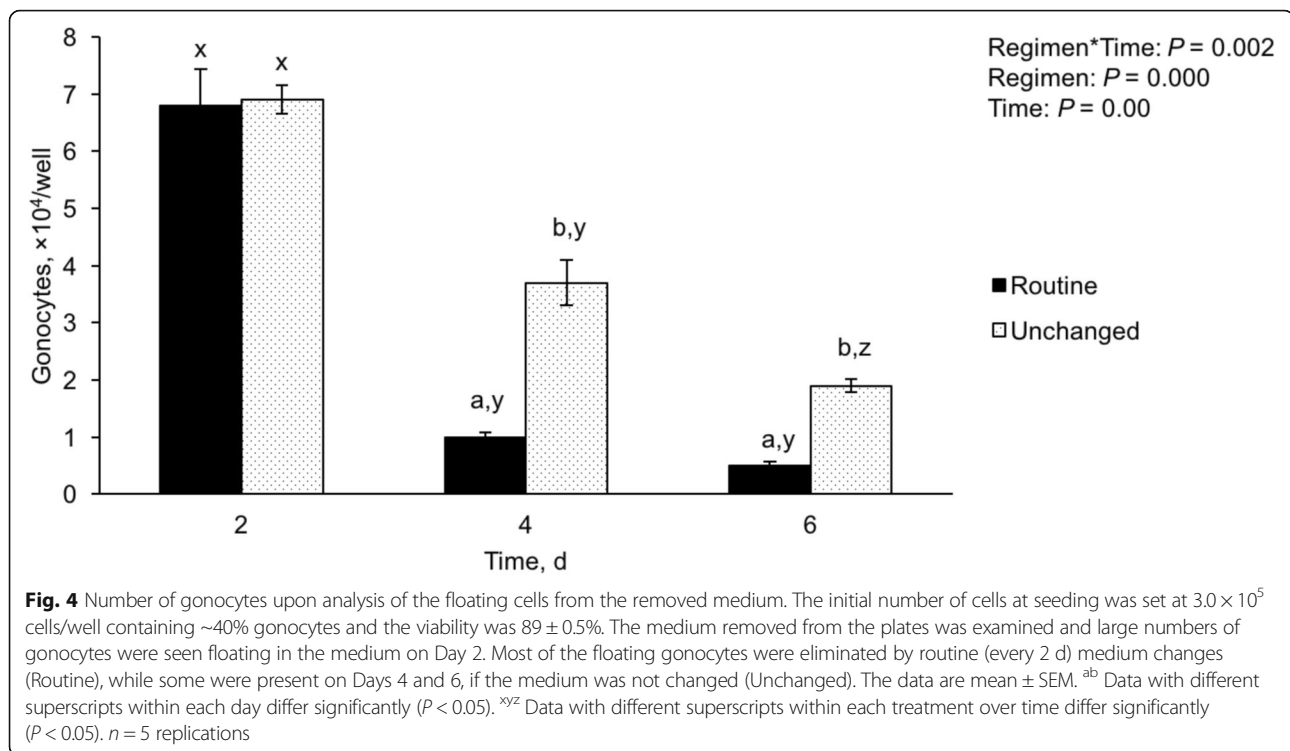 8
7
6
5
4
3
2
1
0
Gonocytes, ×10⁴/well
x
x
a,y
b,y
a,y
b,z
2
4
6
Time, d
Regimen*Time: P = 0.002
Regimen: P = 0.000
Time: P = 0.00
Routine
Unchanged
Fig. 4 Number of gonocytes upon analysis of the floating cells from the removed medium. The initial number of cells at seeding was set at 3.0 × 10⁵
cells/well containing ~40% gonocytes and the viability was 89 ± 0.5%. The medium removed from the plates was examined and large numbers of
gonocytes were seen floating in the medium on Day 2. Most of the floating gonocytes were eliminated by routine (every 2 d) medium changes
(Routine), while some were present on Days 4 and 6, if the medium was not changed (Unchanged). The data are mean ± SEM. ᵃᵇ Data with different
superscripts within each day differ significantly (P < 0.05). ˣʸᶻ Data with different superscripts within each treatment over time differ significantly
(P < 0.05). n = 5 replications